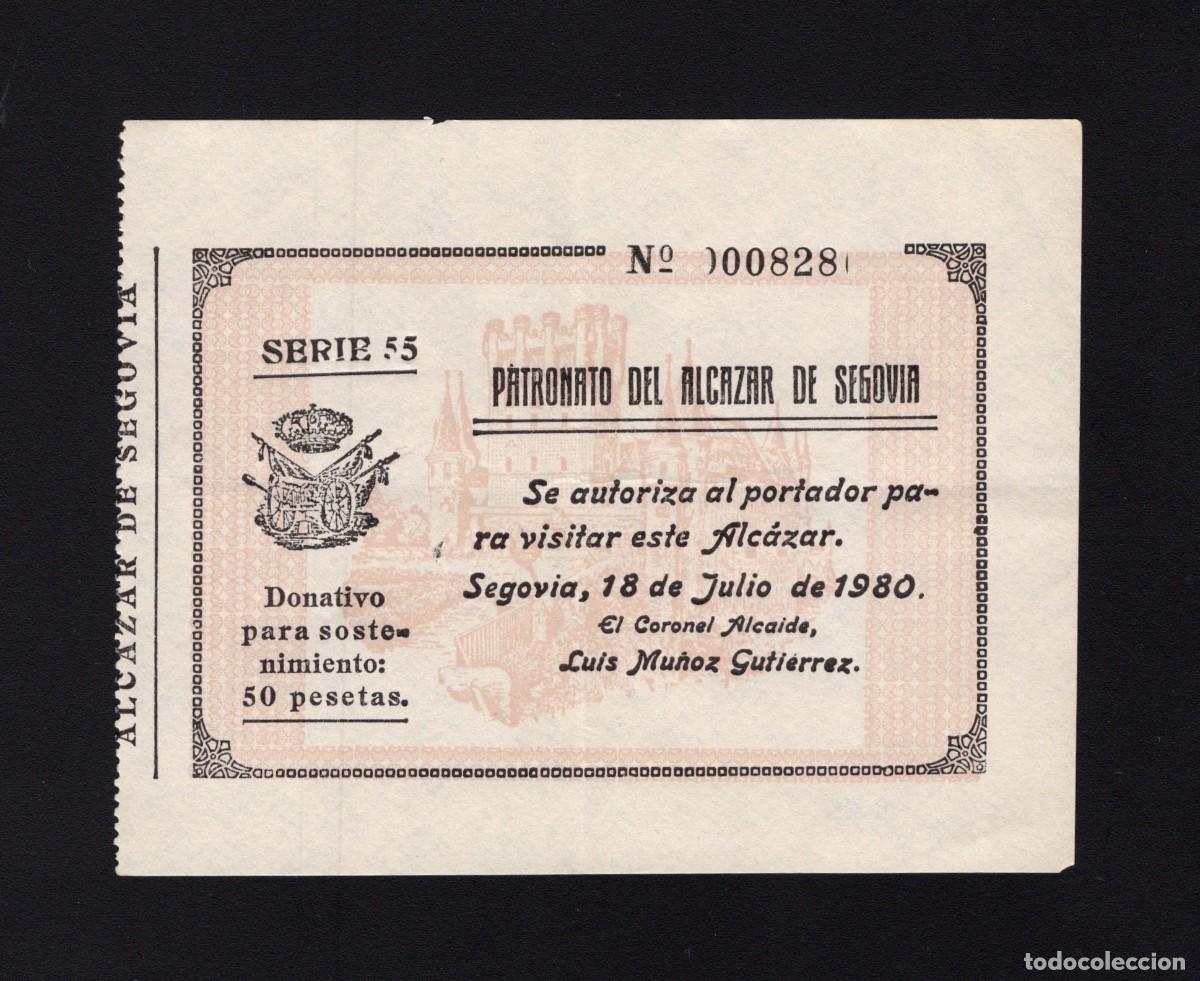 Nº 000828
SERIE 55
PATRONATO DEL ALCAZAR DE SEGOVIA
Se autoriza al portador pa-
ra visitar este Alcázar.
Segovia, 18 de Julio de 1980.
El Coronel Alcaide,
Luis Muñoz Gutiérrez.
Donativo
para soste-
nimiento:
50 pesetas.
ALCAZAR DE SEGOVIA
todocoleccion